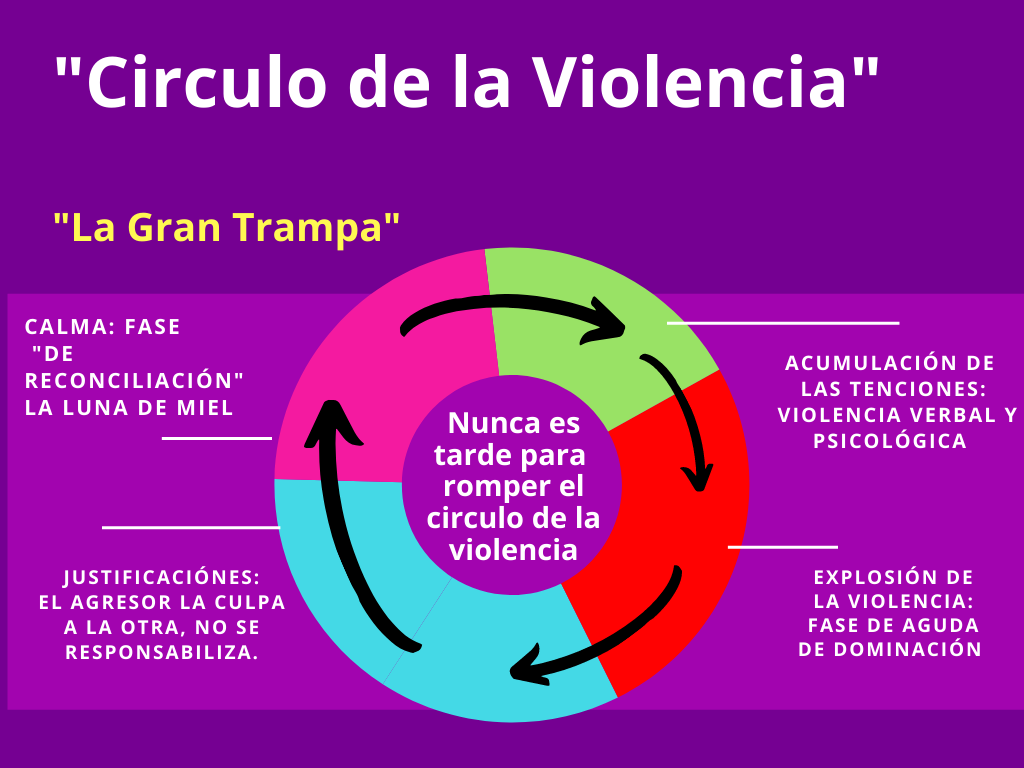 "Circulo de la Violencia"
"La Gran Trampa"
CALMA: FASE
"DE
RECONCILIACIÓN"
LA LUNA DE MIEL
ACUMULACIÓN DE
LAS TENCIONES:
VIOLENCIA VERBAL Y
PSICOLÓGICA
Nunca es
tarde para
romper el
circulo de la
violencia
JUSTIFICACIÓNES:
EL AGRESOR LA CULPA
A LA OTRA, NO SE
RESPONSABILIZA.
EXPLOSIÓN DE
LA VIOLENCIA:
FASE DE AGUDA
DE DOMINACIÓN